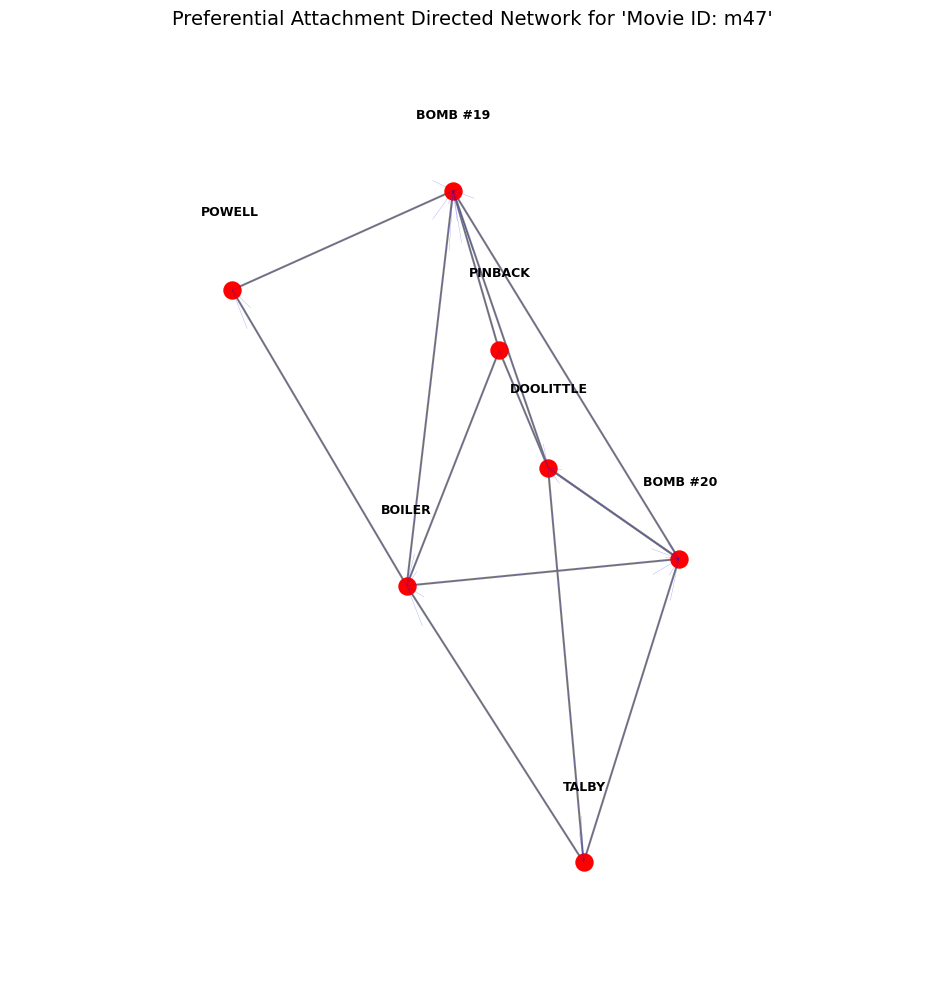 Preferential Attachment Directed Network for 'Movie ID: m47'
BOMB #19
POWELL
PINBACK
DOOLITTLE
BOMB #20
BOILER
TALBY